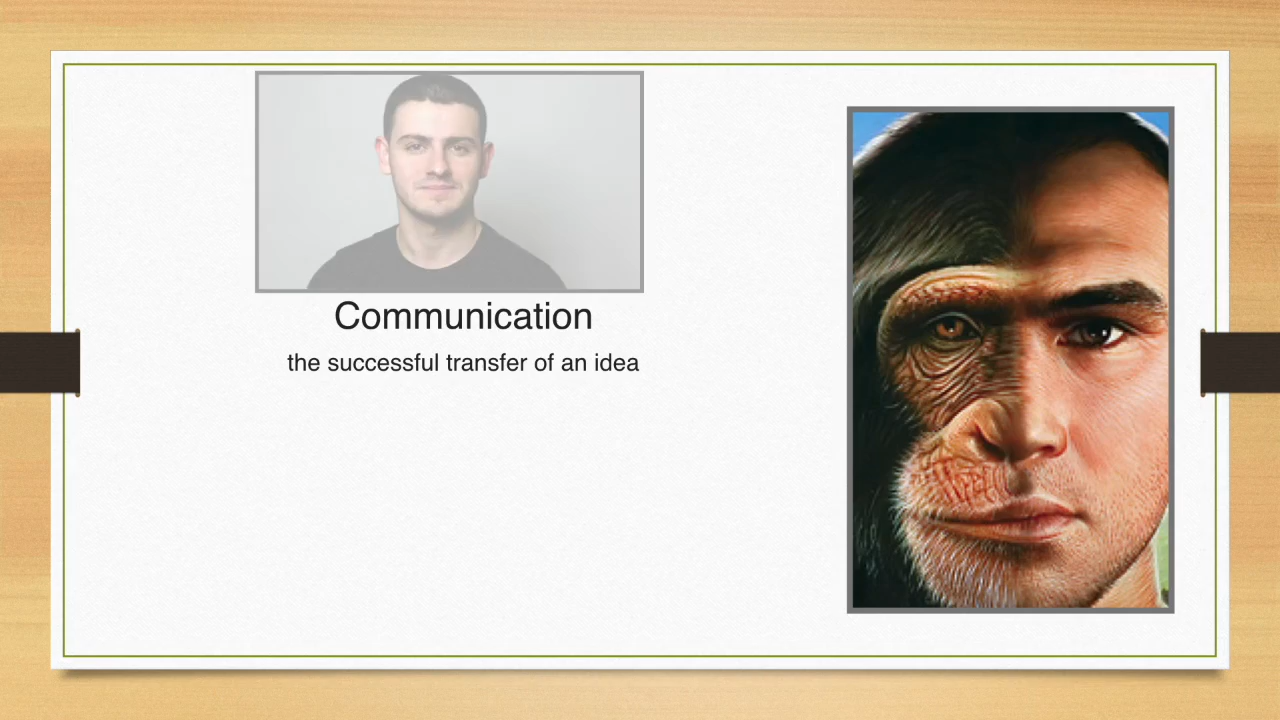 Communication
the successful transfer of an idea